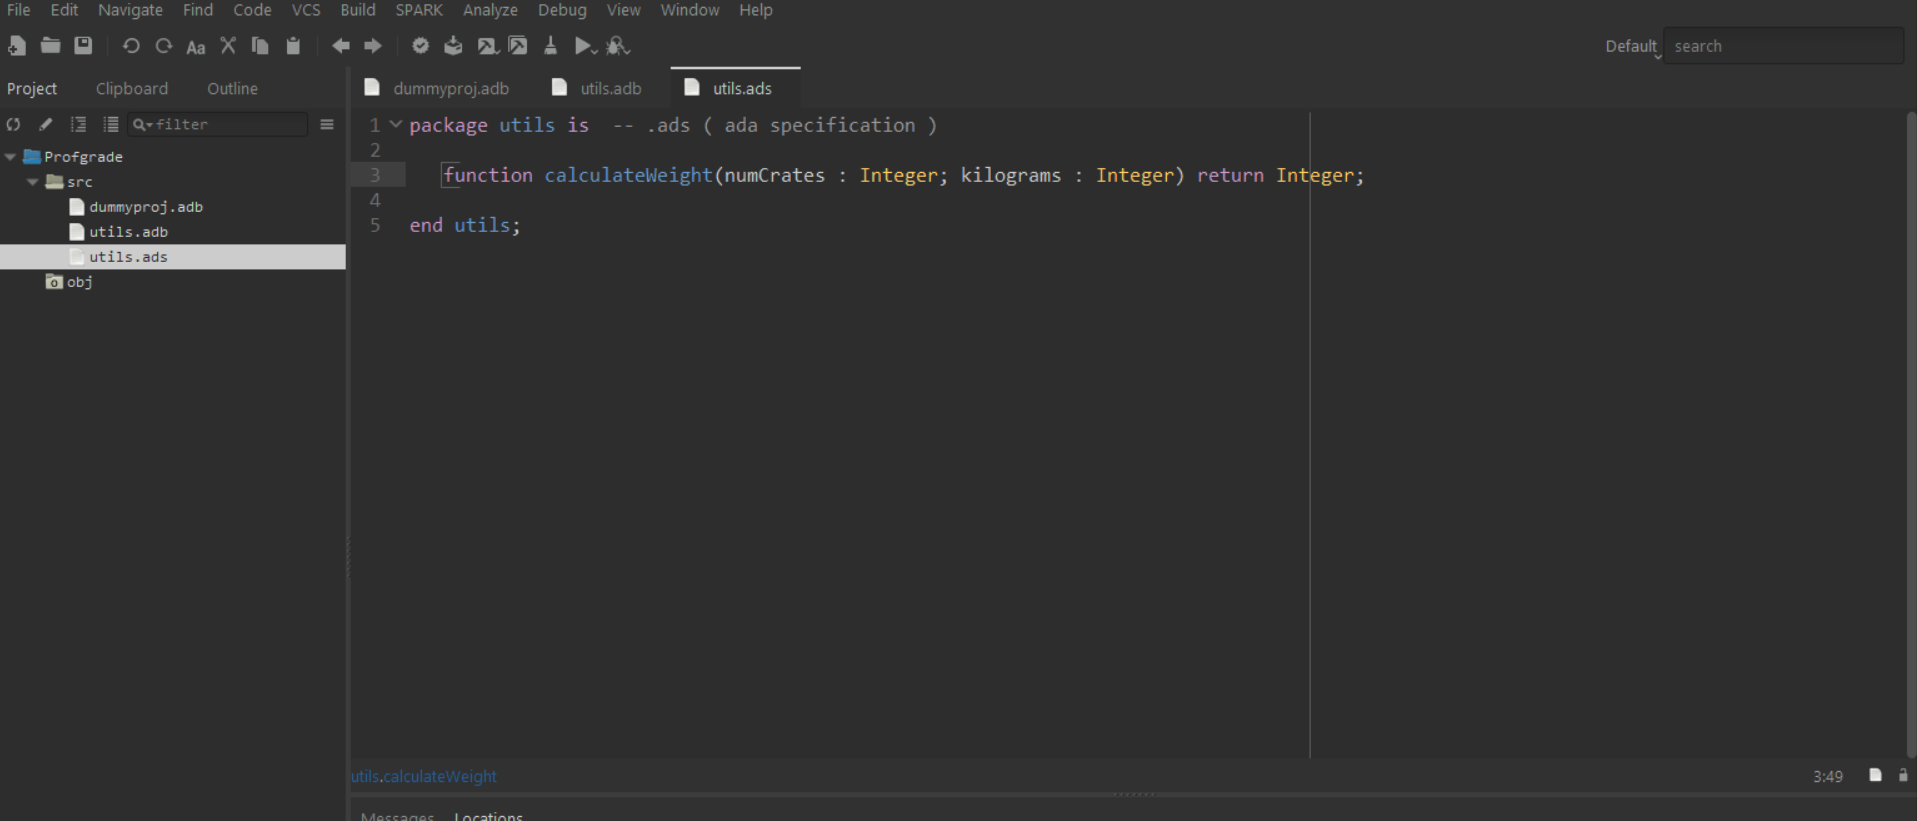 File Edit Navigate Find Code VCS Build SPARK Analyze Debug View Window Help
Aa Default search
Project Clipboard Outline dummyproj.adb utils.adb utils.ads
filter
Profgrade
src
dummyproj.adb
utils.adb
utils.ads
obj
1 package utils is -- .ads ( ada specification )
2
3 function calculateWeight(numCrates : Integer; kilograms : Integer) return Integer;
4
5 end utils;
utils.calculateWeight 3:49
Messages Locations